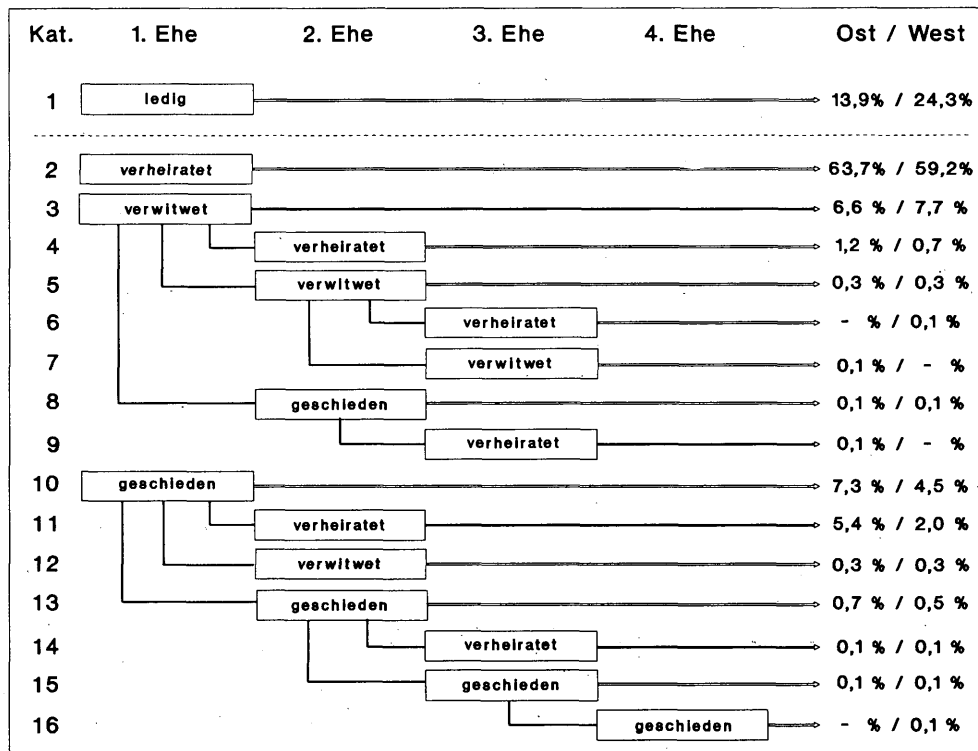 Kat. 1. Ehe 2. Ehe 3. Ehe 4. Ehe Ost / West
1 ledig 13,9% / 24,3%
2 verheiratet 63,7% / 59,2%
3 verwitwet 6,6 % / 7,7 %
4 verheiratet 1,2 % / 0,7 %
5 verwitwet 0,3 % / 0,3 %
6 verheiratet - % / 0,1 %
7 verwitwet 0,1 % / - %
8 geschieden 0,1 % / 0,1 %
9 verheiratet 0,1 % / - %
10 geschieden 7,3 % / 4,5 %
11 verheiratet 5,4 % / 2,0 %
12 verwitwet 0,3 % / 0,3 %
13 geschieden 0,7 % / 0,5 %
14 verheiratet 0,1 % / 0,1 %
15 geschieden 0,1 % / 0,1 %
16 geschieden - % / 0,1 %